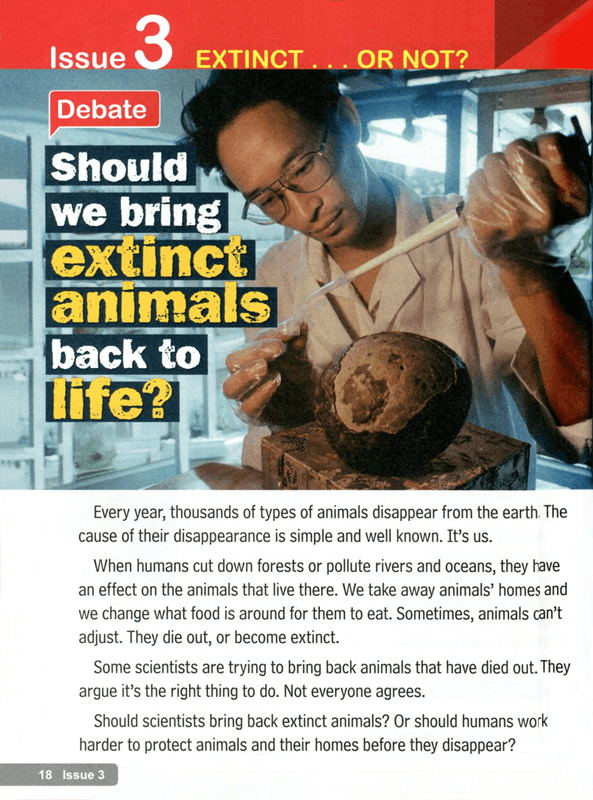 Issue 3 EXTINCT . . . OR NOT?
Debate
Should
we bring
extinct
animals
back to
life?
Every year, thousands of types of animals disappear from the earth. The
cause of their disappearance is simple and well known. It's us.
When humans cut down forests or pollute rivers and oceans, they have
an effect on the animals that live there. We take away animals' homes and
we change what food is around for them to eat. Sometimes, animals can't
adjust. They die out, or become extinct.
Some scientists are trying to bring back animals that have died out. They
argue it's the right thing to do. Not everyone agrees.
Should scientists bring back extinct animals? Or should humans work
harder to protect animals and their homes before they disappear?
18 Issue 3